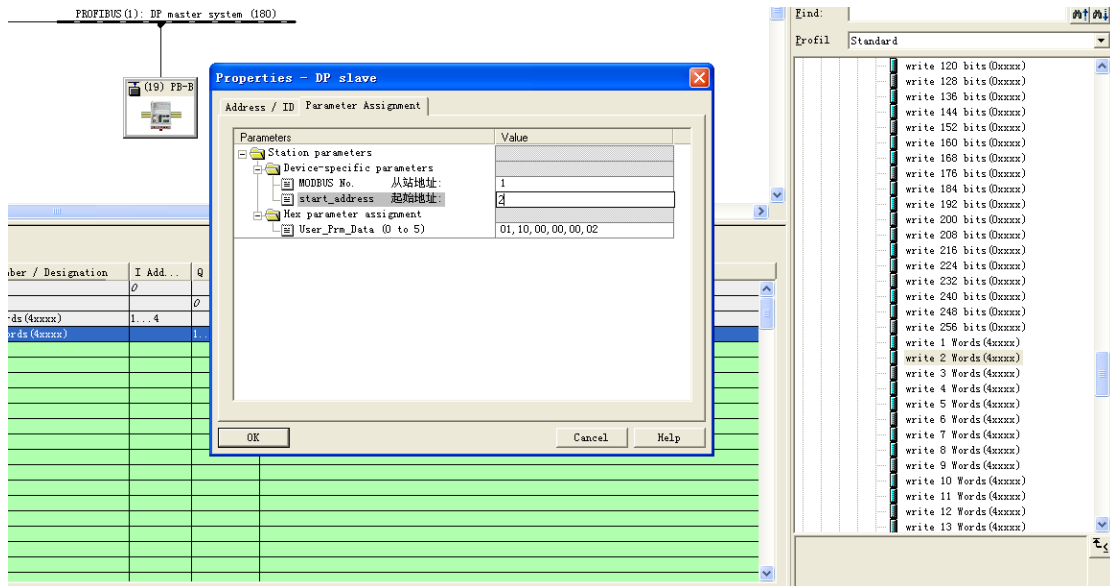 PROFIBUS(1): DP master system (180)
(19) PB-B
Properties - DP slave
Address / ID
Parameter Assignment
Parameters
Value
Station parameters
Device-specific parameters
MODBUS No. 从站地址:
1
start_address 起始地址:
2
Hex parameter assignment
User_Prm_Data (0 to 5)
01,10,00,00,00,02
OK
Cancel
Help
/ Designation
I Add...
Q
0
0
(4xxxx)
1...4
(4xxxx)
1..
Find:
Profil
Standard
write 120 bits(0xxxx)
write 128 bits(0xxxx)
write 136 bits(0xxxx)
write 144 bits(0xxxx)
write 152 bits(0xxxx)
write 160 bits(0xxxx)
write 168 bits(0xxxx)
write 176 bits(0xxxx)
write 184 bits(0xxxx)
write 192 bits(0xxxx)
write 200 bits(0xxxx)
write 208 bits(0xxxx)
write 216 bits(0xxxx)
write 224 bits(0xxxx)
write 232 bits(0xxxx)
write 240 bits(0xxxx)
write 248 bits(0xxxx)
write 256 bits(0xxxx)
write 1 Words(4xxxx)
write 2 Words(4xxxx)
write 3 Words(4xxxx)
write 4 Words(4xxxx)
write 5 Words(4xxxx)
write 6 Words(4xxxx)
write 7 Words(4xxxx)
write 8 Words(4xxxx)
write 9 Words(4xxxx)
write 10 Words(4xxxx)
write 11 Words(4xxxx)
write 12 Words(4xxxx)
write 13 Words(4xxxx)